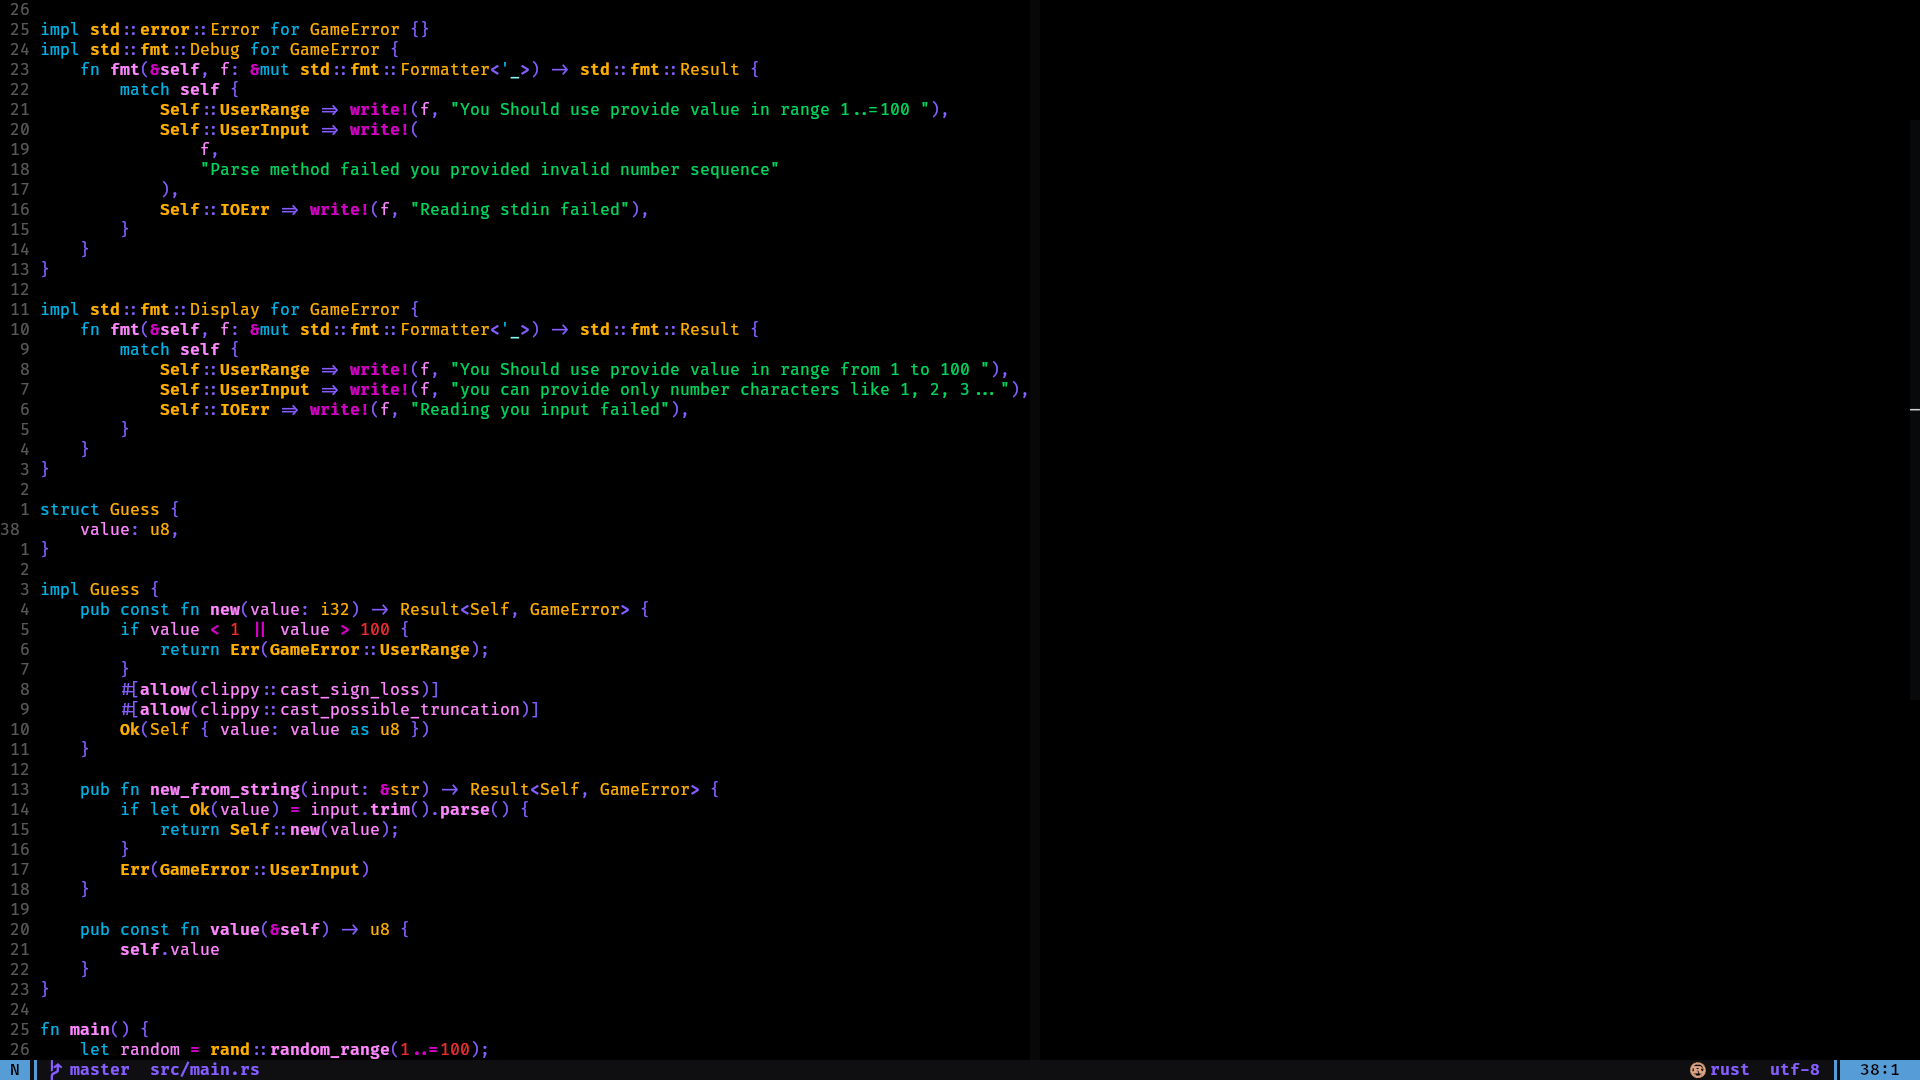 26
25 impl std::error::Error for GameError {}
24 impl std::fmt::Debug for GameError {
23     fn fmt(&self, f: &mut std::fmt::Formatter<'_>) -> std::fmt::Result {
22         match self {
21             Self::UserRange => write!(f, "You Should use provide value in range 1..=100 "),
20             Self::UserInput => write!(
19                 f,
18                 "Parse method failed you provided invalid number sequence"
17             ),
16             Self::IOErr => write!(f, "Reading stdin failed"),
15         }
14     }
13 }
12
11 impl std::fmt::Display for GameError {
10     fn fmt(&self, f: &mut std::fmt::Formatter<'_>) -> std::fmt::Result {
9         match self {
8             Self::UserRange => write!(f, "You Should use provide value in range from 1 to 100 "),
7             Self::UserInput => write!(f, "you can provide only number characters like 1, 2, 3..."),
6             Self::IOErr => write!(f, "Reading you input failed"),
5         }
4     }
3 }
2
1 struct Guess {
38     value: u8,
1 }
2
3 impl Guess {
4     pub const fn new(value: i32) -> Result<Self, GameError> {
5         if value < 1 || value > 100 {
6             return Err(GameError::UserRange);
7         }
8         #[allow(clippy::cast_sign_loss)]
9         #[allow(clippy::cast_possible_truncation)]
10         Ok(Self { value: value as u8 })
11     }
12
13     pub fn new_from_string(input: &str) -> Result<Self, GameError> {
14         if let Ok(value) = input.trim().parse() {
15             return Self::new(value);
16         }
17         Err(GameError::UserInput)
18     }
19
20     pub const fn value(&self) -> u8 {
21         self.value
22     }
23 }
24
25 fn main() {
26     let random = rand::random_range(1..=100);
N master src/main.rs rust utf-8 38:1